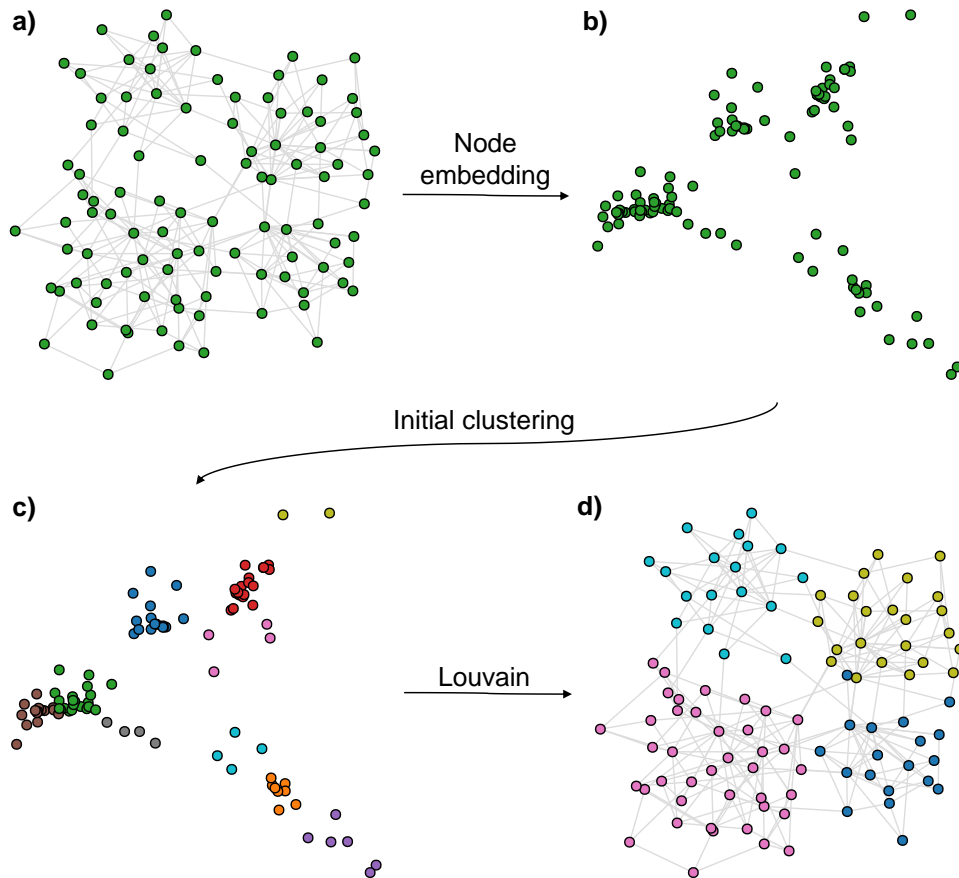 a)
b)
Node
embedding
Initial clustering
c)
d)
Louvain